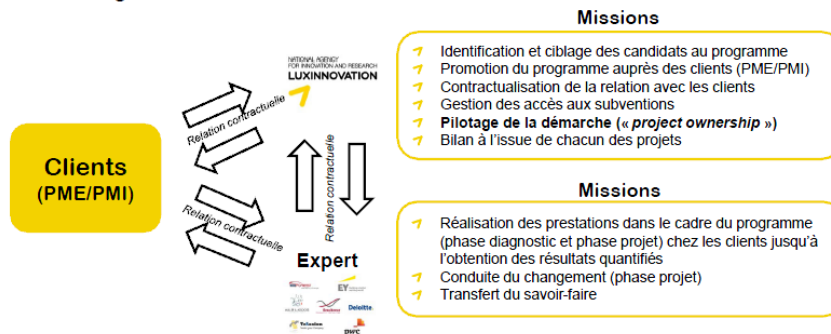 Missions
Identification et ciblage des candidats au programme
Promotion du programme auprès des clients (PME/PMI)
Contractualisation de la relation avec les clients
Gestion des accès aux subventions
Pilotage de la démarche (« project ownership »)
Bilan à l'issue de chacun des projets
NATIONAL AGENCY
FOR INNOVATION AND RESEARCH
LUXINNOVATION
Relation contractuelle
Clients
(PME/PMI)
Relation contractuelle
Relation contractuelle
Missions
Réalisation des prestations dans le cadre du programme
(phase diagnostic et phase projet) chez les clients jusqu'à
l'obtention des résultats quantifiés
Conduite du changement (phase projet)
Transfert du savoir-faire
Expert
EY
Deloitte
PWC